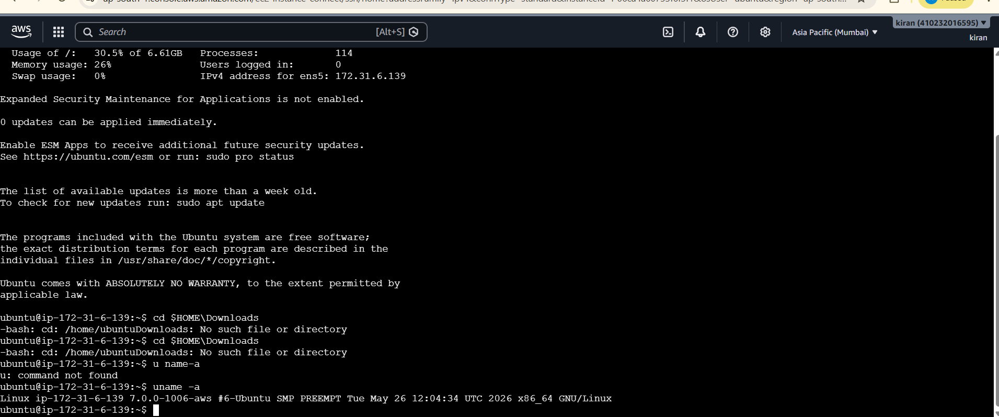 aws
Search
[Alt+S]
Asia Pacific (Mumbai) ▼
kiran (410232016595) ▼
kiran
Usage of /: 30.5% of 6.61GB Processes: 114
Memory usage: 26% Users logged in: 0
Swap usage: 0% IPv4 address for ens5: 172.31.6.139
Expanded Security Maintenance for Applications is not enabled.
0 updates can be applied immediately.
Enable ESM Apps to receive additional future security updates.
See https://ubuntu.com/esm or run: sudo pro status
The list of available updates is more than a week old.
To check for new updates run: sudo apt update
The programs included with the Ubuntu system are free software;
the exact distribution terms for each program are described in the
individual files in /usr/share/doc/*/copyright.
Ubuntu comes with ABSOLUTELY NO WARRANTY, to the extent permitted by
applicable law.
ubuntu@ip-172-31-6-139:~$ cd $HOME\Downloads
-bash: cd: /home/ubuntuDownloads: No such file or directory
ubuntu@ip-172-31-6-139:~$ cd $HOME\Downloads
-bash: cd: /home/ubuntuDownloads: No such file or directory
ubuntu@ip-172-31-6-139:~$ u name-a
u: command not found
ubuntu@ip-172-31-6-139:~$ uname -a
Linux ip-172-31-6-139 7.0.0-1006-aws #6-Ubuntu SMP PREEMPT Tue May 26 12:04:34 UTC 2026 x86_64 GNU/Linux
ubuntu@ip-172-31-6-139:~$